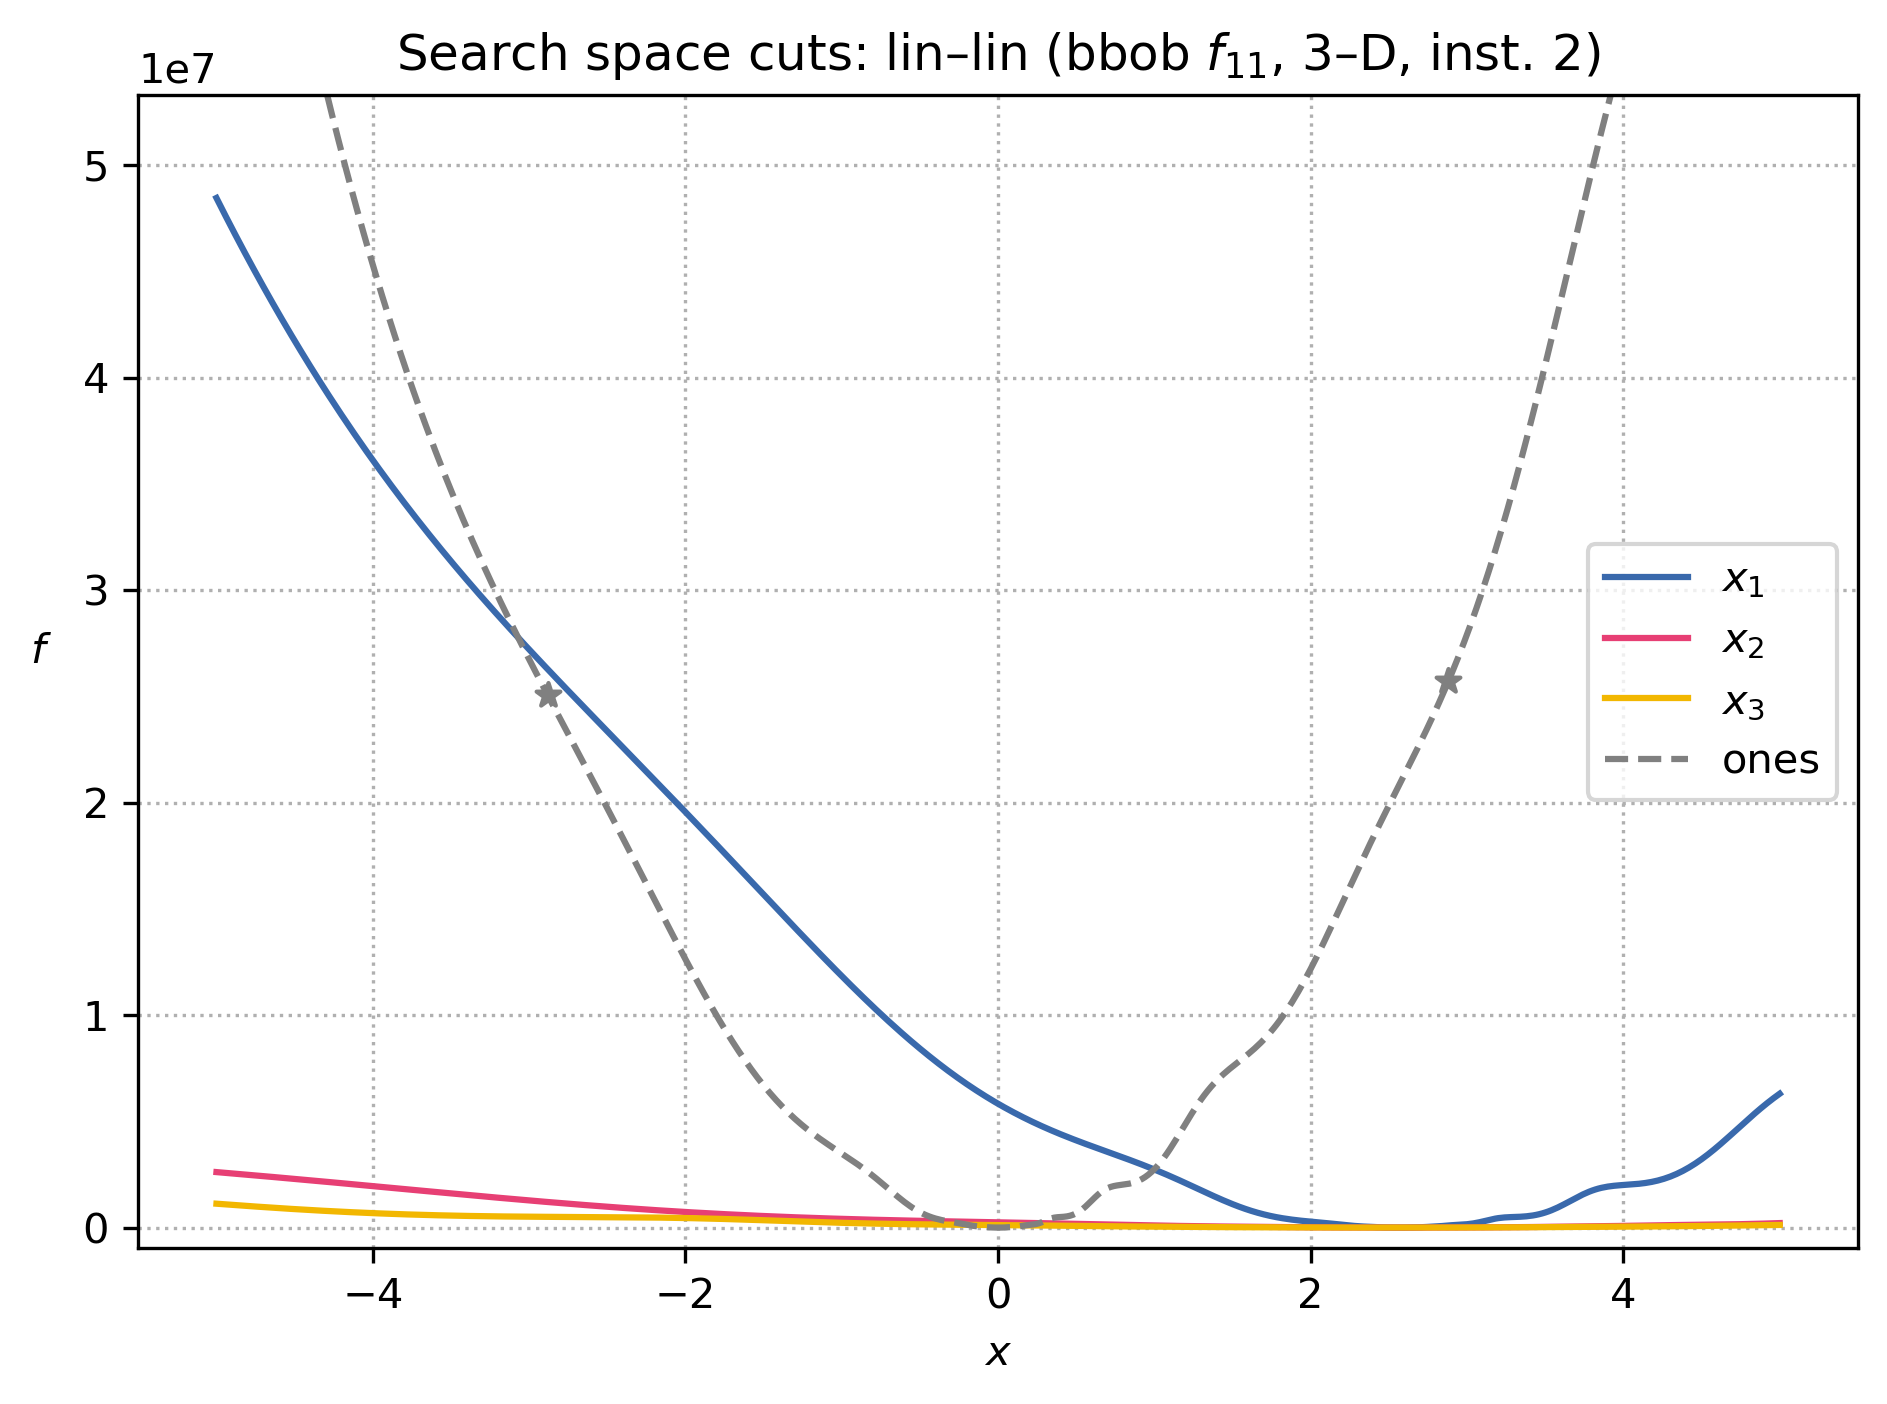 Search space cuts: lin–lin (bbob f₁₁, 3–D, inst. 2)
1e7
5
4
3
2
1
0
f
−4
−2
0
2
4
x
x₁
x₂
x₃
ones